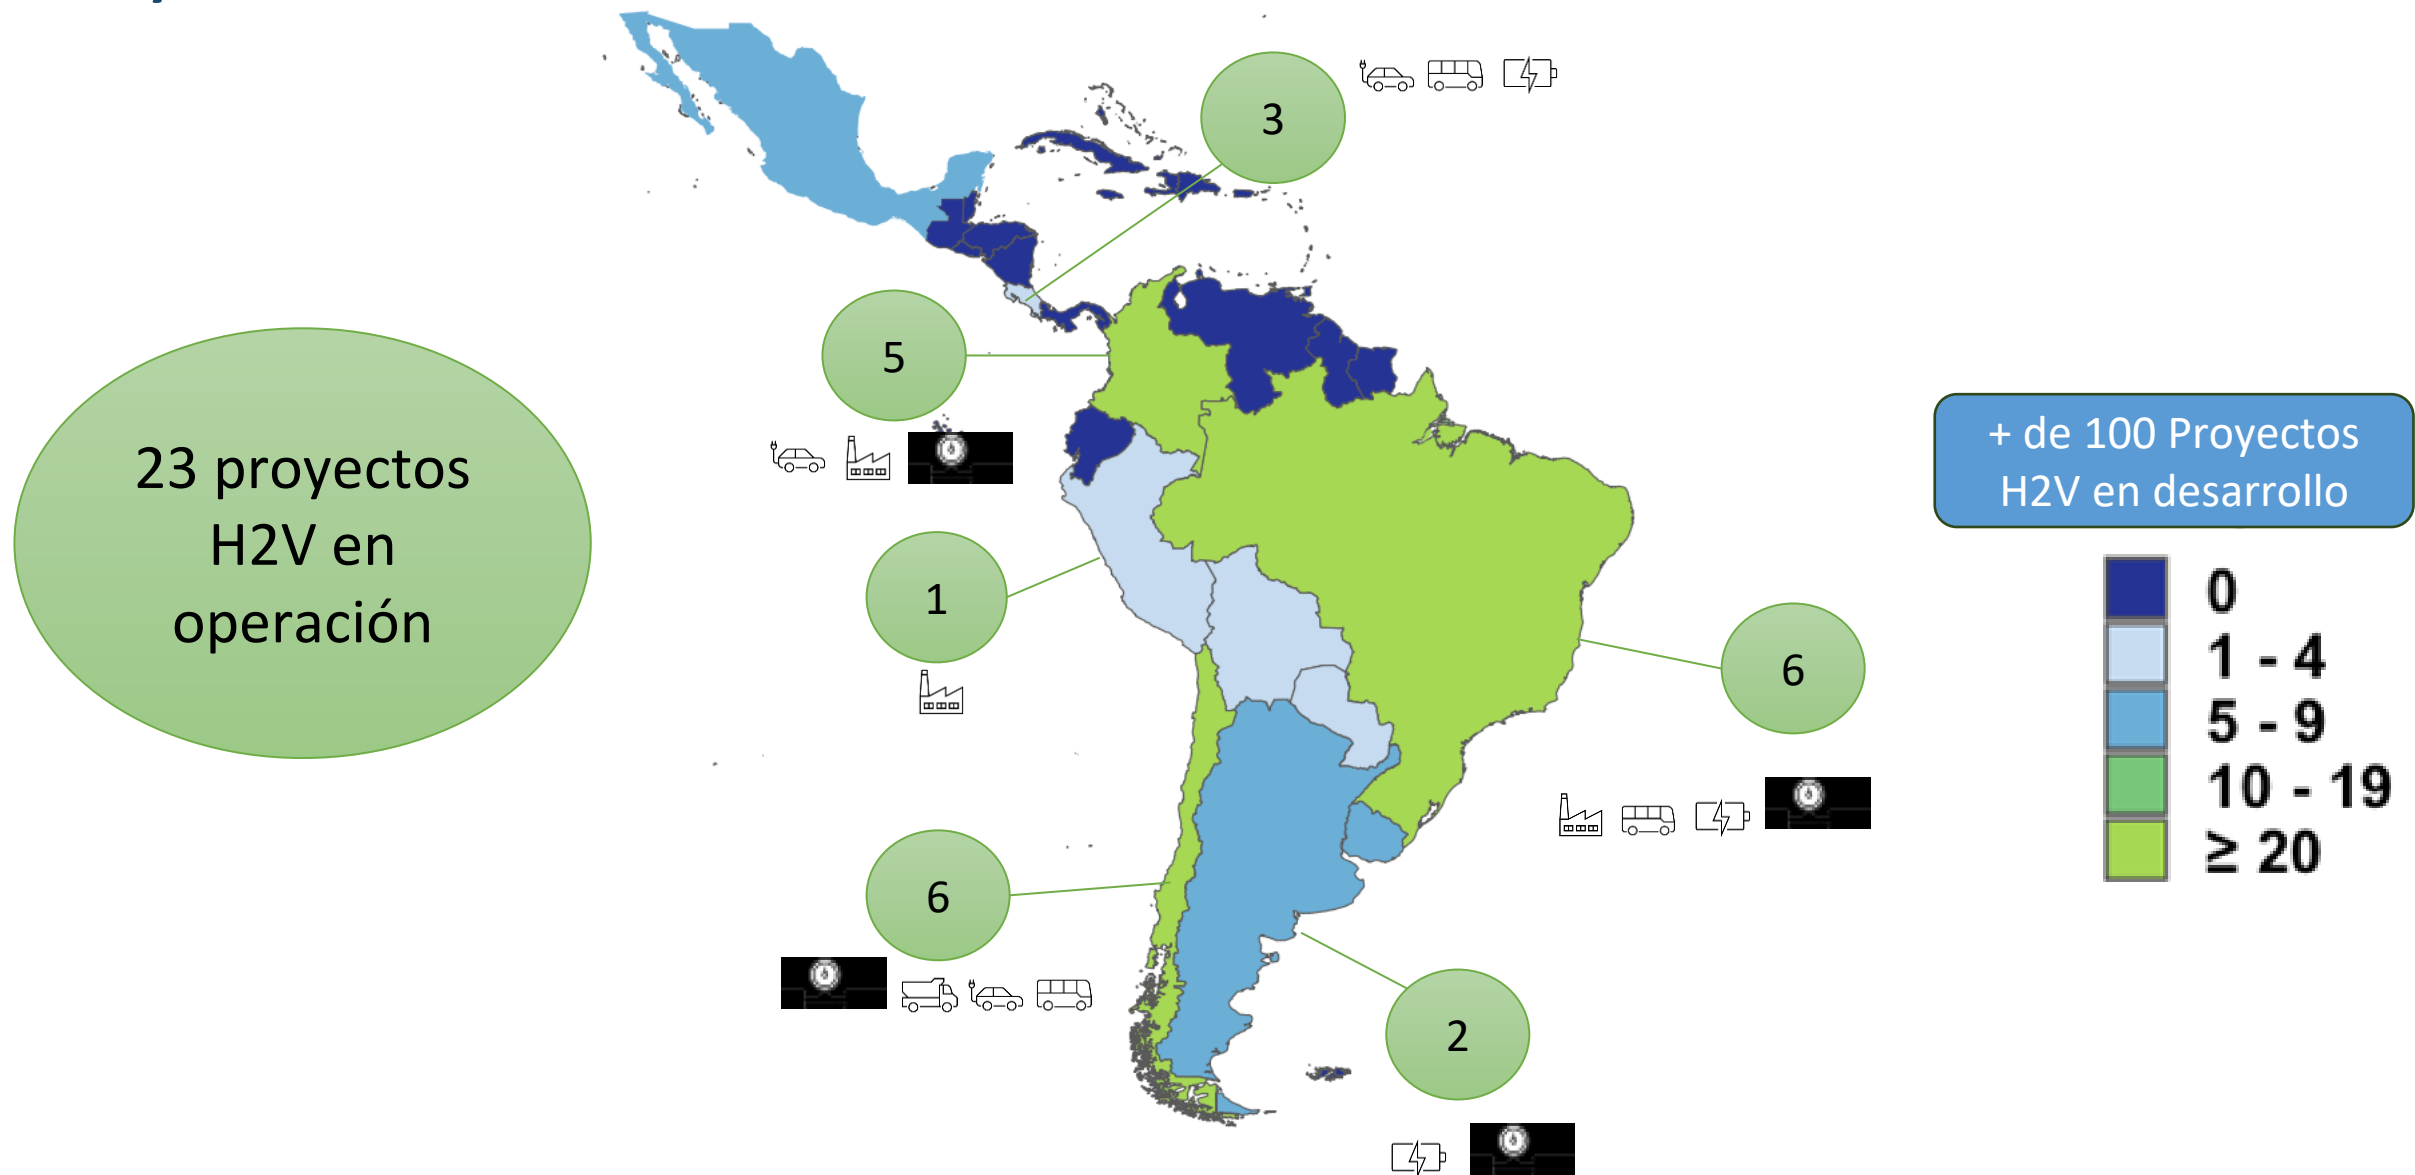 3
5
23 proyectos
H2V en
operación
+ de 100 Proyectos
H2V en desarrollo
1
6
0
1 - 4
5 - 9
10 - 19
≥ 20
6
2